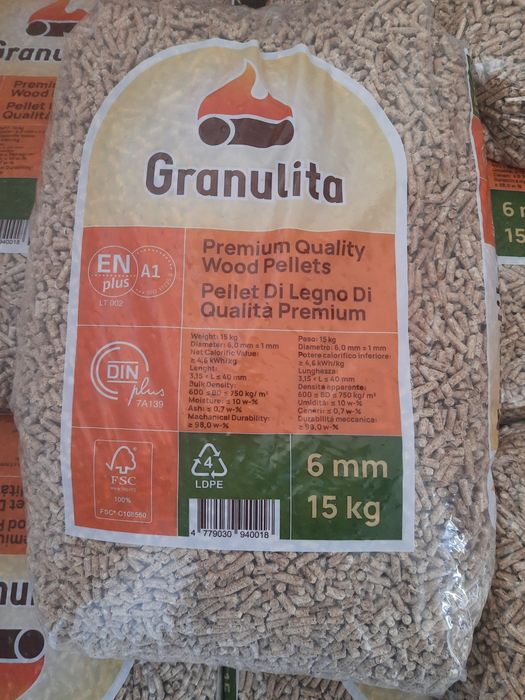 Granulita
EN
plus
A1
LT 002
Premium Quality
Wood Pellets
Pellet Di Legno Di
Qualità Premium
DIN
plus
7A139
Weight: 15 kg
Diameter: 6,0 mm ± 1 mm
Net Calorific Value:
≥ 4,6 kWh/kg
Lenght:
3,15 < L ≤ 40 mm
Bulk Density:
600 ≤ BD ≤ 750 kg/ m³
Moisture: ≤ 10 w-%
Ash: ≤ 0,7 w-%
Machanical Durability:
≥ 98,0 w-%
Peso: 15 kg
Diametro: 6,0 mm ± 1 mm
Potere calorifico inferiore:
≥ 4,6 kWh/kg
Lunghezza:
3,15 < L ≤ 40 mm
Densita apparente:
600 ≤ BD ≤ 750 kg/ m³
Umidità: ≤ 10 w-%
Ceneri: ≤ 0,7 w-%
Durabilità meccanica:
≥ 98,0 w-%
FSC
100%
FSC® C108560
4
LDPE
4 779030 940018
6 mm
15 kg